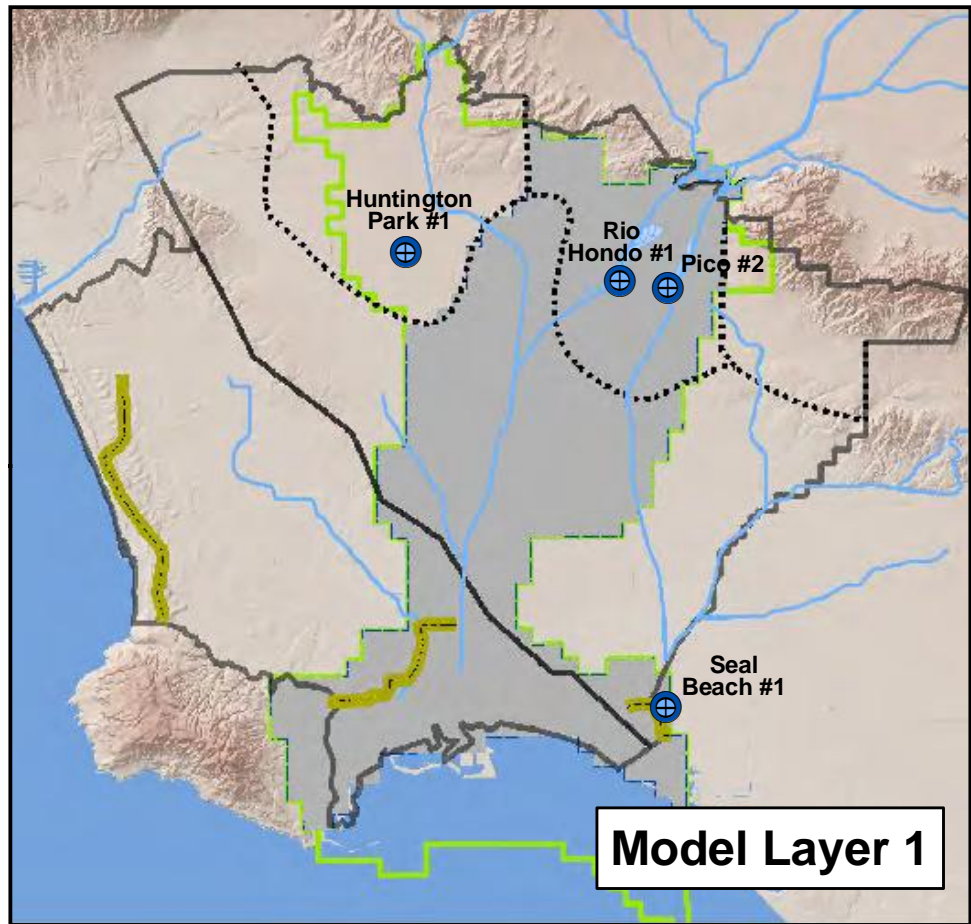 Huntington
Park #1
Rio
Hondo #1
Pico #2
Seal
Beach #1
Model Layer 1